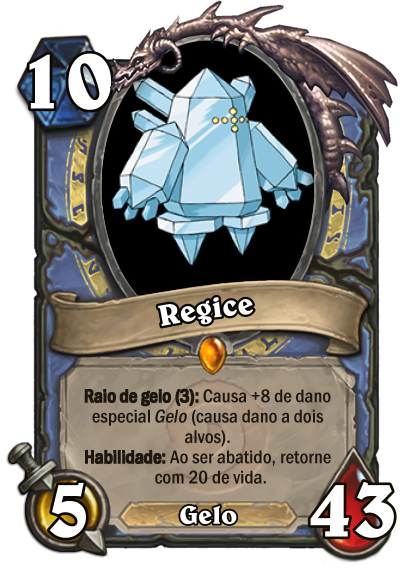 10
Regice
Raio de gelo (3): Causa +8 de dano
especial Gelo (causa dano a dois
alvos).
Habilidade: Ao ser abatido, retorne
com 20 de vida.
5
Gelo
43